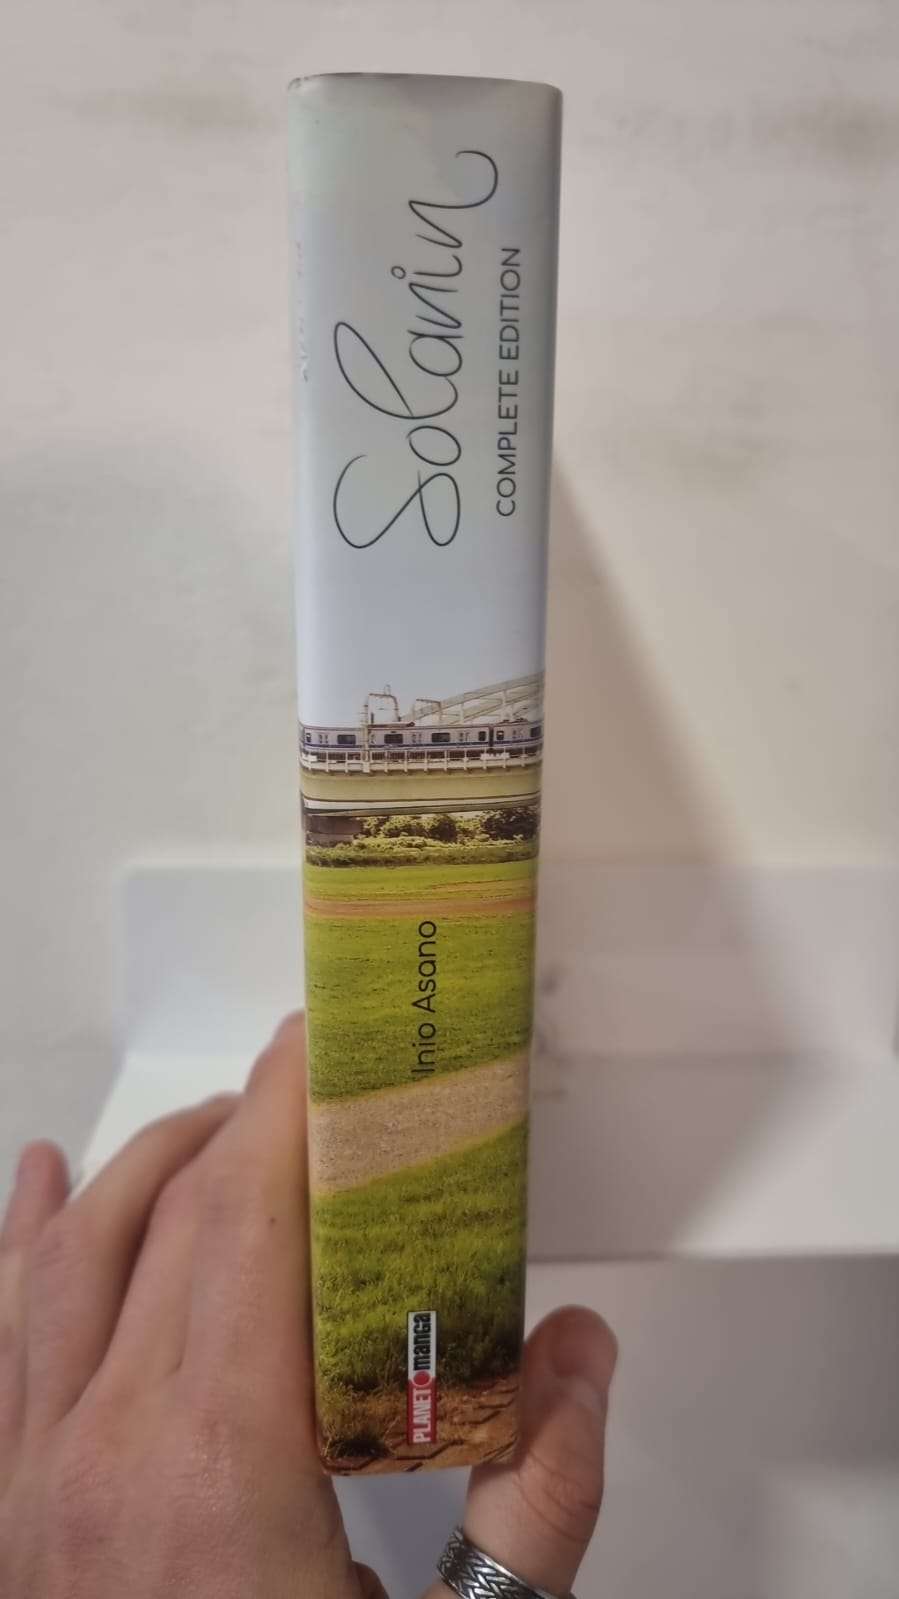 Solanin
COMPLETE EDITION
Inio Asano
PLANET manga